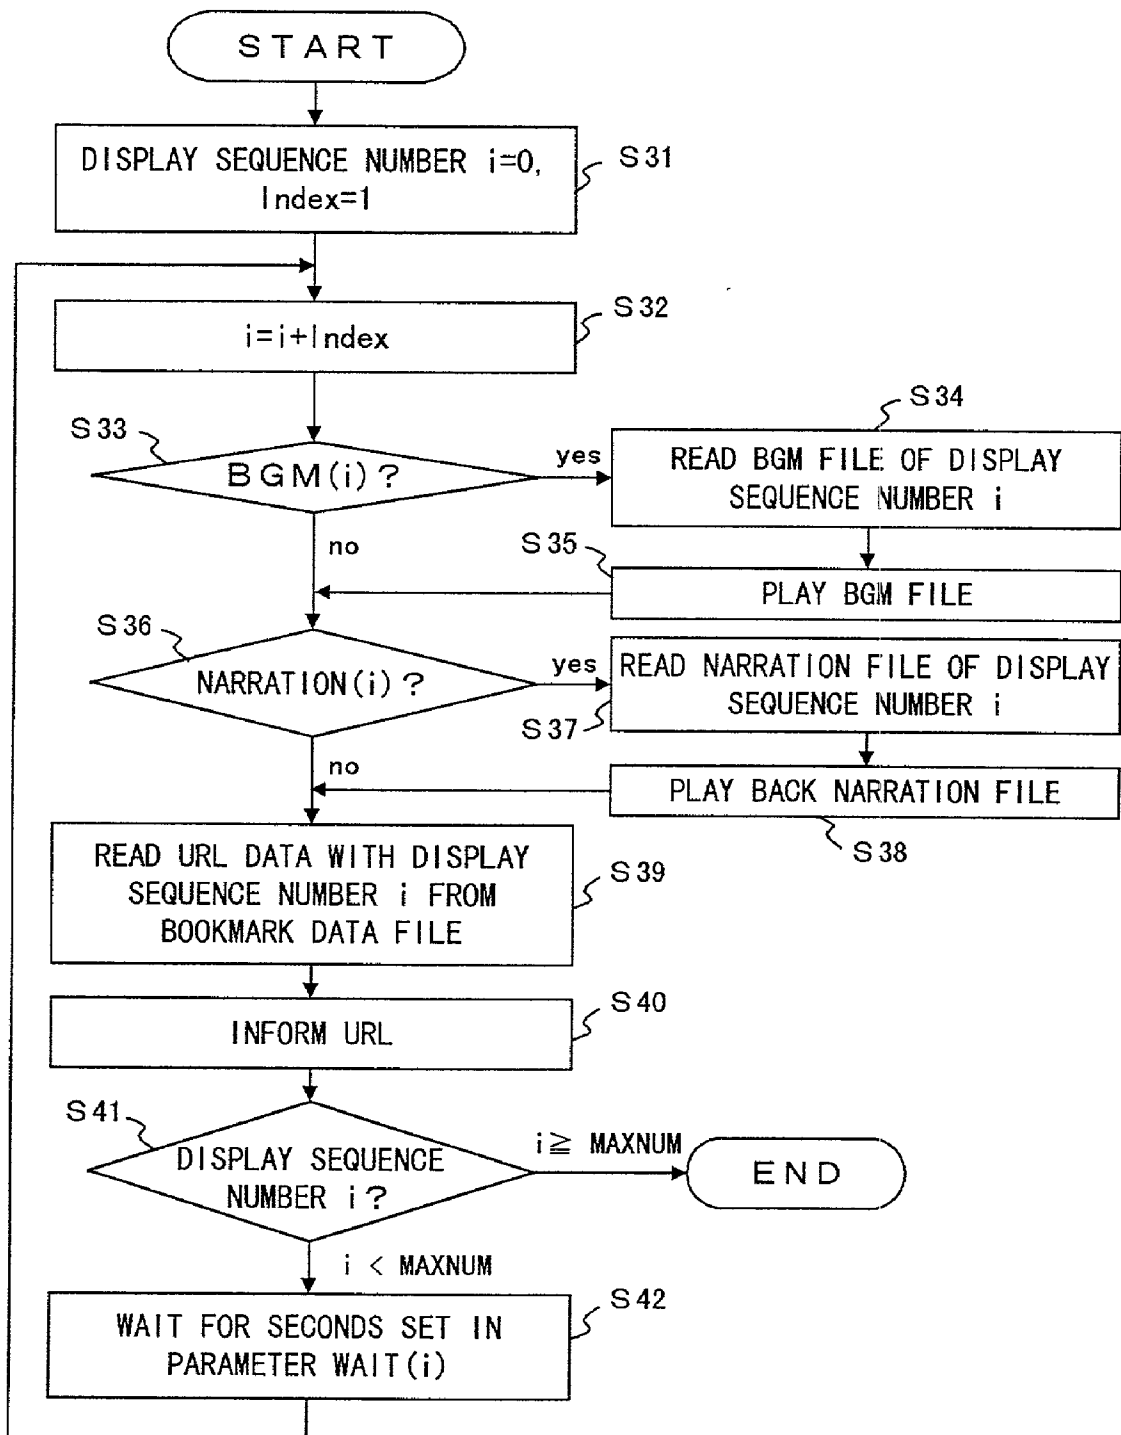 START
DISPLAY SEQUENCE NUMBER i=0,
Index=1
S31
i=i+Index
S32
S33
BGM(i)?
yes
no
S34
READ BGM FILE OF DISPLAY
SEQUENCE NUMBER i
S35
PLAY BGM FILE
S36
NARRATION(i)?
yes
no
READ NARRATION FILE OF DISPLAY
SEQUENCE NUMBER i
S37
PLAY BACK NARRATION FILE
S38
READ URL DATA WITH DISPLAY
SEQUENCE NUMBER i FROM
BOOKMARK DATA FILE
S39
INFORM URL
S40
S41
DISPLAY SEQUENCE
NUMBER i?
i≧ MAXNUM
END
i < MAXNUM
WAIT FOR SECONDS SET IN
PARAMETER WAIT(i)
S42